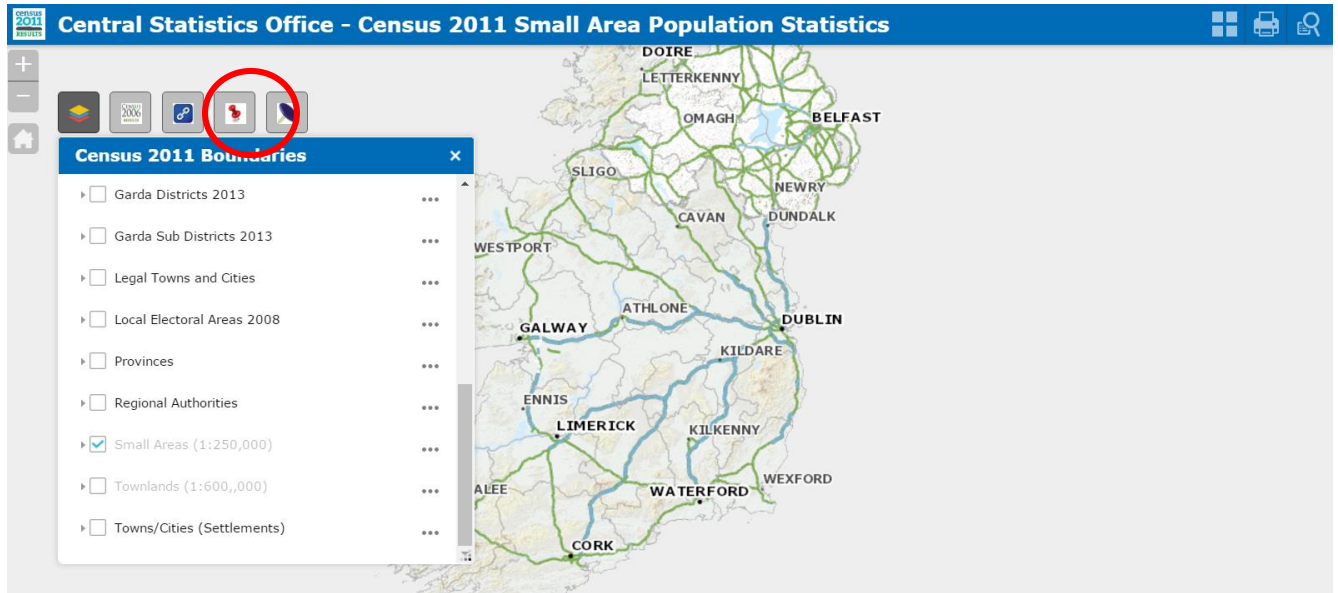 census
2011
RESULTS
Central Statistics Office - Census 2011 Small Area Population Statistics
CENSUS
2006
RESULTS
Census 2011 Boundaries
Garda Districts 2013
Garda Sub Districts 2013
Legal Towns and Cities
Local Electoral Areas 2008
Provinces
Regional Authorities
Small Areas (1:250,000)
Townlands (1:600,,000)
Towns/Cities (Settlements)
DOIRE
LETTERKENNY
OMAGH
BELFAST
SLIGO
NEWRY
CAVAN
DUNDALK
WESTPORT
ATHLONE
GALWAY
DUBLIN
KILDARE
ENNIS
LIMERICK
KILKENNY
ALEE
WATERFORD
WEXFORD
CORK